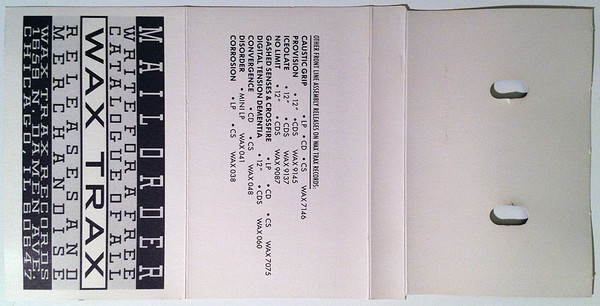 MAILORDER
WRITE FOR A FREE
CATALOGUE OF ALL
WAX TRAX
RELEASES AND
MERCHANDISE
WAX TRAX RECORDS
1659 N. DAMEN AVE.
CHICAGO, IL 60647
OTHER FRONT LINE ASSEMBLY RELEASES ON WAX TRAX RECORDS:
CAUSTIC GRIP • LP • CD • CS WAX 7146
PROVISION • 12" • CDS WAX 9145
ICEOLATE • 12" • CDS WAX 9137
NO LIMIT • 12" • CDS WAX 9087
GASHED SENSES & CROSSFIRE • LP • CD • CS WAX 7075
DIGITAL TENSION DEMENTIA • 12" • CDS WAX 060
CONVERGENCE • CD • CS WAX 048
DISORDER • MINI LP WAX 041
CORROSION • LP • CS WAX 038